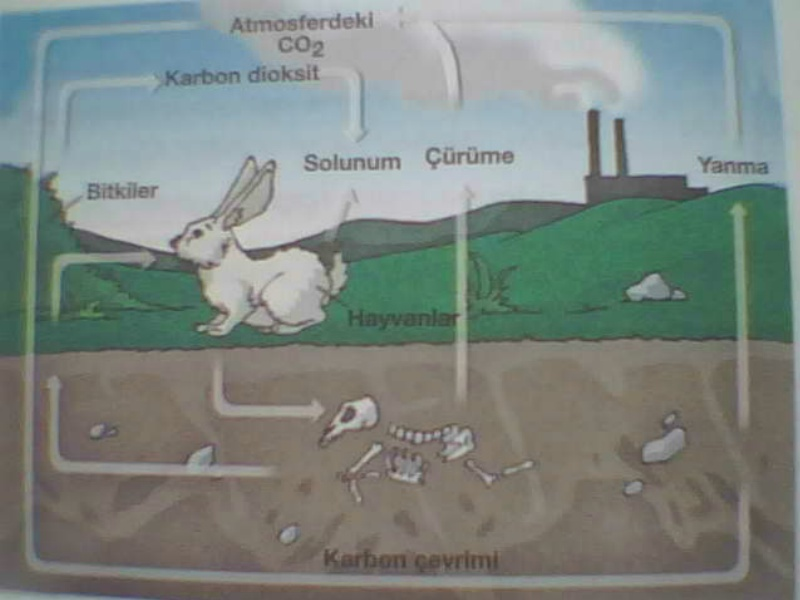 Atmosferdeki
CO2
Karbon dioksit
Solunum
Çürüme
Yanma
Bitkiler
Hayvanlar
Karbon çevrimi